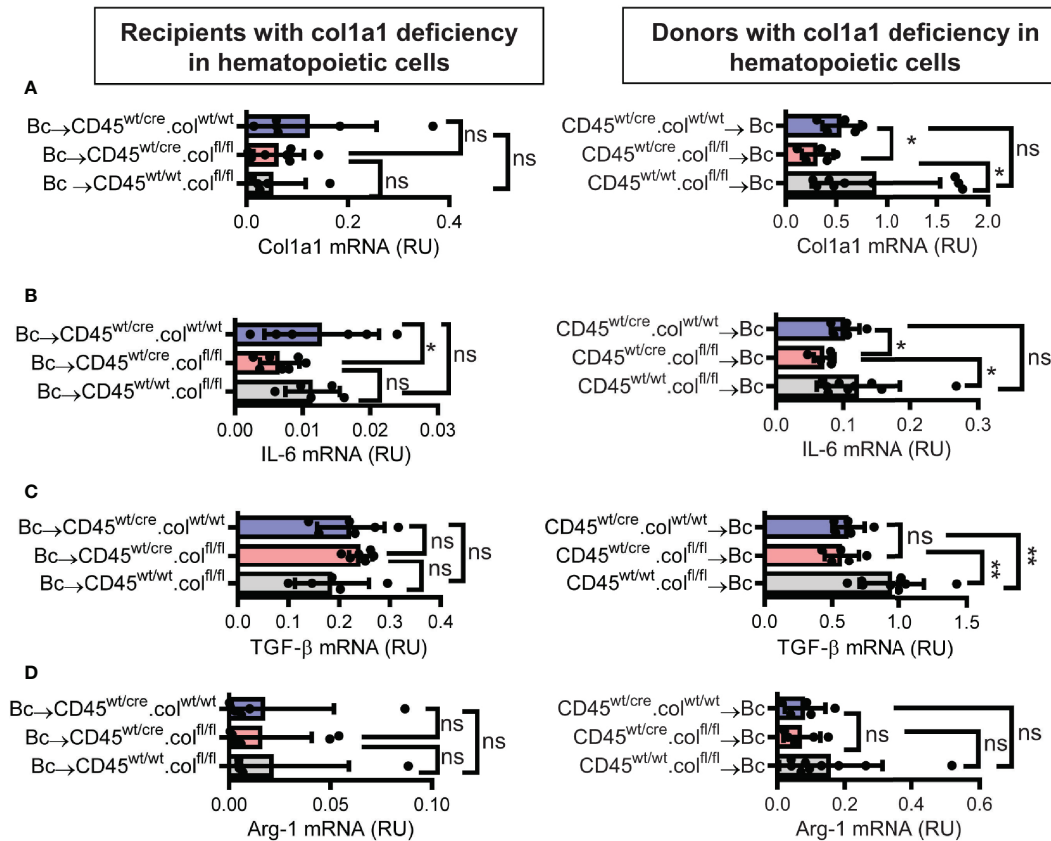 Recipients with col1a1 deficiency
in hematopoietic cells
Donors with col1a1 deficiency in
hematopoietic cells
A
Bc→CD45wt/cre.colwt/wt
Bc→CD45wt/cre.colfl/fl
Bc→CD45wt/wt.colfl/fl
ns
ns
ns
0.0 0.2 0.4
Col1a1 mRNA (RU)
CD45wt/cre.colwt/wt→Bc
CD45wt/cre.colfl/fl→Bc
CD45wt/wt.colfl/fl→Bc
*
*
ns
0.0 0.5 1.0 1.5 2.0
Col1a1 mRNA (RU)
B
Bc→CD45wt/cre.colwt/wt
Bc→CD45wt/cre.colfl/fl
Bc→CD45wt/wt.colfl/fl
*
ns
ns
0.00 0.01 0.02 0.03
IL-6 mRNA (RU)
CD45wt/cre.colwt/wt→Bc
CD45wt/cre.colfl/fl→Bc
CD45wt/wt.colfl/fl→Bc
*
*
ns
0.0 0.1 0.2 0.3
IL-6 mRNA (RU)
C
Bc→CD45wt/cre.colwt/wt
Bc→CD45wt/cre.colfl/fl
Bc→CD45wt/wt.colfl/fl
ns
ns
ns
0.0 0.1 0.2 0.3 0.4
TGF-β mRNA (RU)
CD45wt/cre.colwt/wt→Bc
CD45wt/cre.colfl/fl→Bc
CD45wt/wt.colfl/fl→Bc
ns
**
**
0.0 0.5 1.0 1.5
TGF-β mRNA (RU)
D
Bc→CD45wt/cre.colwt/wt
Bc→CD45wt/cre.colfl/fl
Bc→CD45wt/wt.colfl/fl
ns
ns
ns
0.00 0.05 0.10
Arg-1 mRNA (RU)
CD45wt/cre.colwt/wt→Bc
CD45wt/cre.colfl/fl→Bc
CD45wt/wt.colfl/fl→Bc
ns
ns
ns
0.0 0.2 0.4 0.6
Arg-1 mRNA (RU)